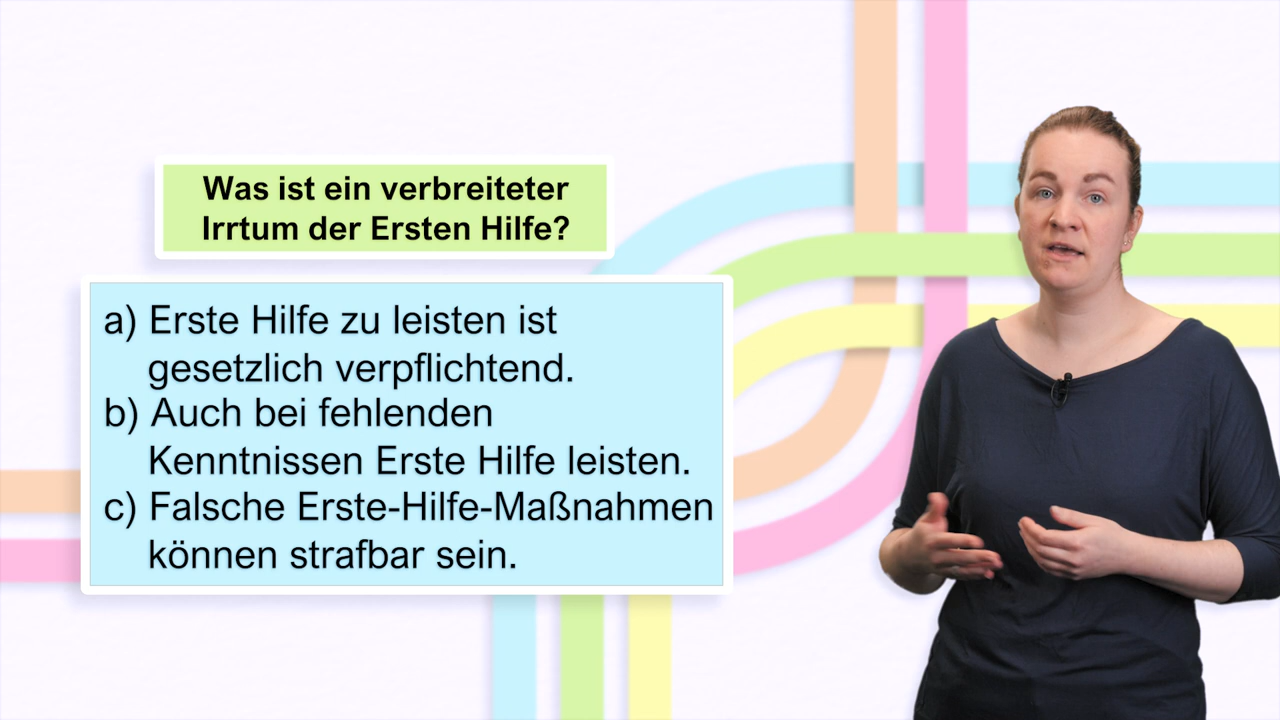 Was ist ein verbreiteter
Irrtum der Ersten Hilfe?
a) Erste Hilfe zu leisten ist
gesetzlich verpflichtend.
b) Auch bei fehlenden
Kenntnissen Erste Hilfe leisten.
c) Falsche Erste-Hilfe-Maßnahmen
können strafbar sein.